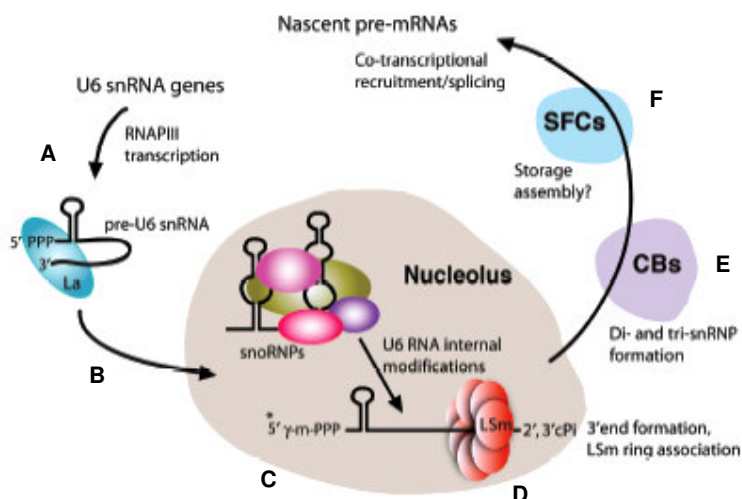 Nascent pre-mRNAs
Co-transcriptional
recruitment/splicing
U6 snRNA genes
F
SFCs
A
RNAPIII
transcription
Storage
assembly?
pre-U6 snRNA
5' PPP
3'
La
Nucleolus
CBs
E
Di- and tri-snRNP
formation
snoRNPs
U6 RNA internal
modifications
B
*
5' γ-m-PPP
LSm
2', 3'cPi
3'end formation,
LSm ring association
C
D